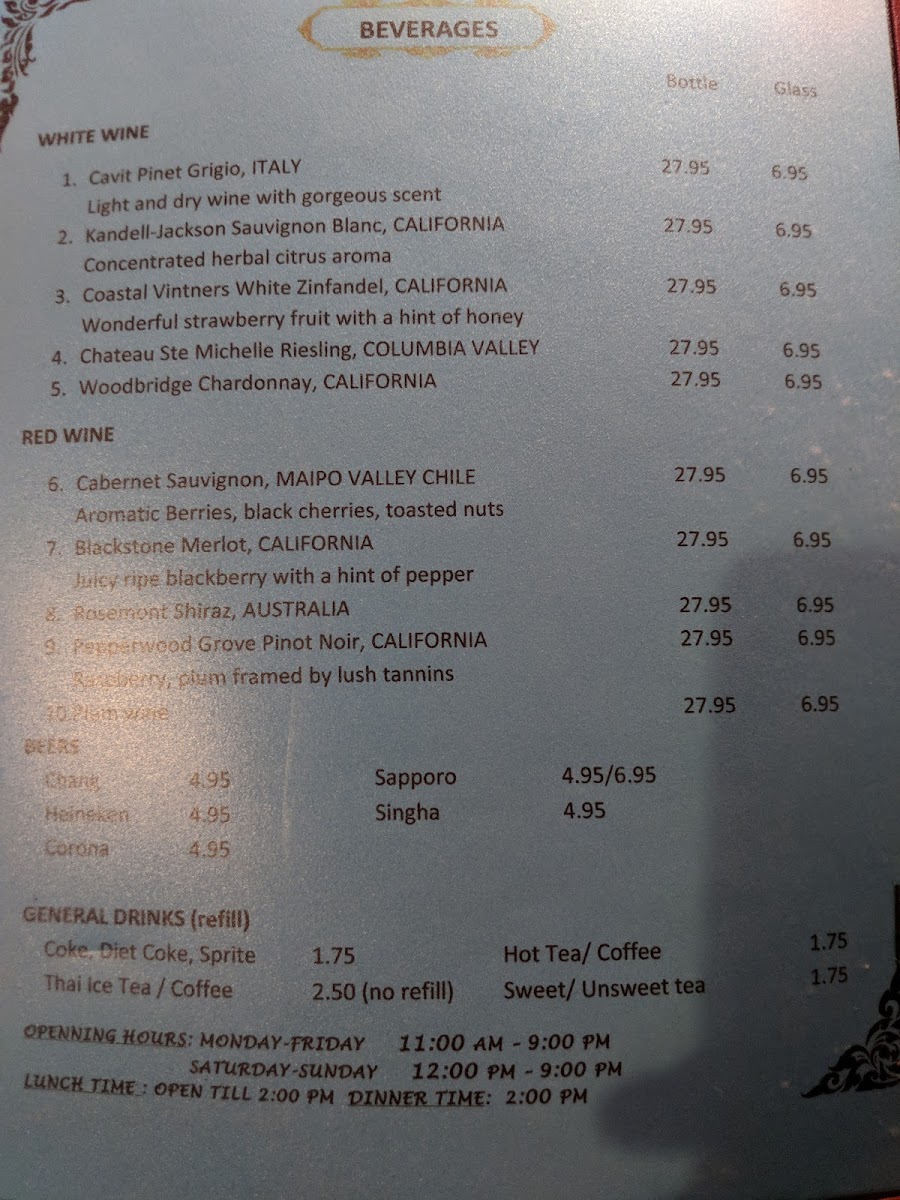 BEVERAGES
Bottle Glass
WHITE WINE
1. Cavit Pinet Grigio, ITALY 27.95 6.95
Light and dry wine with gorgeous scent
2. Kandell-Jackson Sauvignon Blanc, CALIFORNIA 27.95 6.95
Concentrated herbal citrus aroma
3. Coastal Vintners White Zinfandel, CALIFORNIA 27.95 6.95
Wonderful strawberry fruit with a hint of honey
4. Chateau Ste Michelle Riesling, COLUMBIA VALLEY 27.95 6.95
5. Woodbridge Chardonnay, CALIFORNIA 27.95 6.95
RED WINE
6. Cabernet Sauvignon, MAIPO VALLEY CHILE 27.95 6.95
Aromatic Berries, black cherries, toasted nuts
7. Blackstone Merlot, CALIFORNIA 27.95 6.95
Juicy ripe blackberry with a hint of pepper
8. Rosemont Shiraz, AUSTRALIA 27.95 6.95
9. Pepperwood Grove Pinot Noir, CALIFORNIA 27.95 6.95
Raseberry, plum framed by lush tannins
10.Plum wine 27.95 6.95
BEERS
Chang 4.95 Sapporo 4.95/6.95
Heineken 4.95 Singha 4.95
Corona 4.95
GENERAL DRINKS (refill)
Coke, Diet Coke, Sprite 1.75 Hot Tea/ Coffee 1.75
Thai Ice Tea / Coffee 2.50 (no refill) Sweet/ Unsweet tea 1.75
OPENNING HOURS: MONDAY-FRIDAY 11:00 AM - 9:00 PM
SATURDAY-SUNDAY 12:00 PM - 9:00 PM
LUNCH TIME : OPEN TILL 2:00 PM DINNER TIME: 2:00 PM